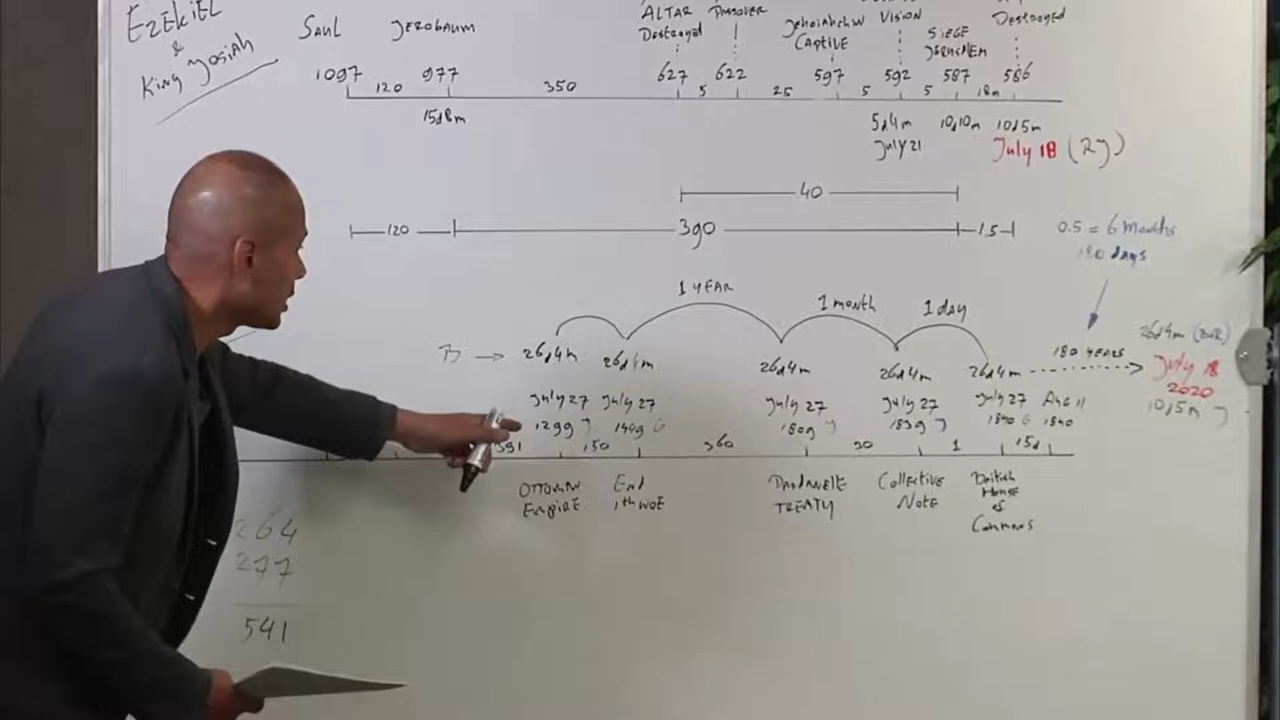 EZEKIEL
&
King Josiah
SAUL
JEROBAUM
ALTAR
Destroyed
PASSOVER
Jehoiahchin
CAPTIVE
VISION
SIEGE
JERUSALEM
Destroyed
1097 977 627 622 597 592 587 586
120 350 5 25 5 5 18m
15d8m 5d4m 10d10m 10d5m
July 21 July 18 (RJ)
40
120 390 1.5
0.5 = 6 Months
180 days
1 YEAR 1 month 1 day
B → 26d4m 26d4m 26d4m 26d4m 26d4m 180 YEARS 26d4m
July 27 July 27 July 27 July 27 July 27 Aug 11
July 18
2020
10d5m J
1299 J 1449 G 1809 J 1839 J 1840 G 1840
391 150 360 30 1 15d
OTTOMAN
EMPIRE
End
1th WOE
Dardanelle
TREATY
Collective
Note
British
House
of
Commons
264
277
541